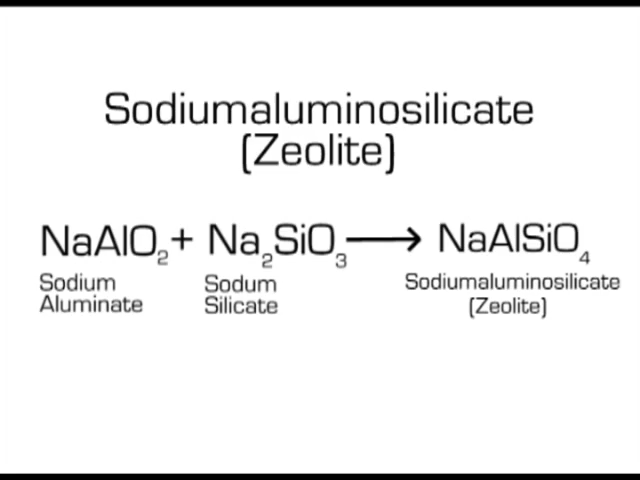 Sodiumaluminosilicate
(Zeolite)
NaAlO₂ + Na₂SiO₃ ⟶ NaAlSiO₄
Sodium Sodum Sodiumaluminosilicate
Aluminate Silicate (Zeolite)